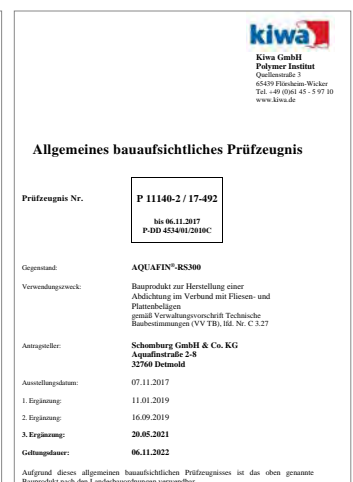 kiwa
Kiwa GmbH
Polymer Institut
Quellenstraße 3
65439 Flörsheim-Wicker
Tel. +49 (0)61 45 - 5 97 10
www.kiwa.de
Allgemeines bauaufsichtliches Prüfzeugnis
Prüfzeugnis Nr.
P 11140-2 / 17-492
bis 06.11.2017
P-DD 4534/01/2010C
Gegenstand:
AQUAFIN®-RS300
Verwendungszweck:
Bauprodukt zur Herstellung einer
Abdichtung im Verbund mit Fliesen- und
Plattenbelägen
gemäß Verwaltungsvorschrift Technische
Baubestimmungen (VV TB), lfd. Nr. C 3.27
Antragsteller:
Schomburg GmbH & Co. KG
Aquafinstraße 2-8
32760 Detmold
Ausstellungsdatum:
07.11.2017
1. Ergänzung:
11.01.2019
2. Ergänzung:
16.09.2019
3. Ergänzung:
20.05.2021
Geltungsdauer:
06.11.2022
Aufgrund dieses allgemeinen bauaufsichtlichen Prüfzeugnisses ist das oben genannte
Bauprodukt nach den Landesbauordnungen verwendbar